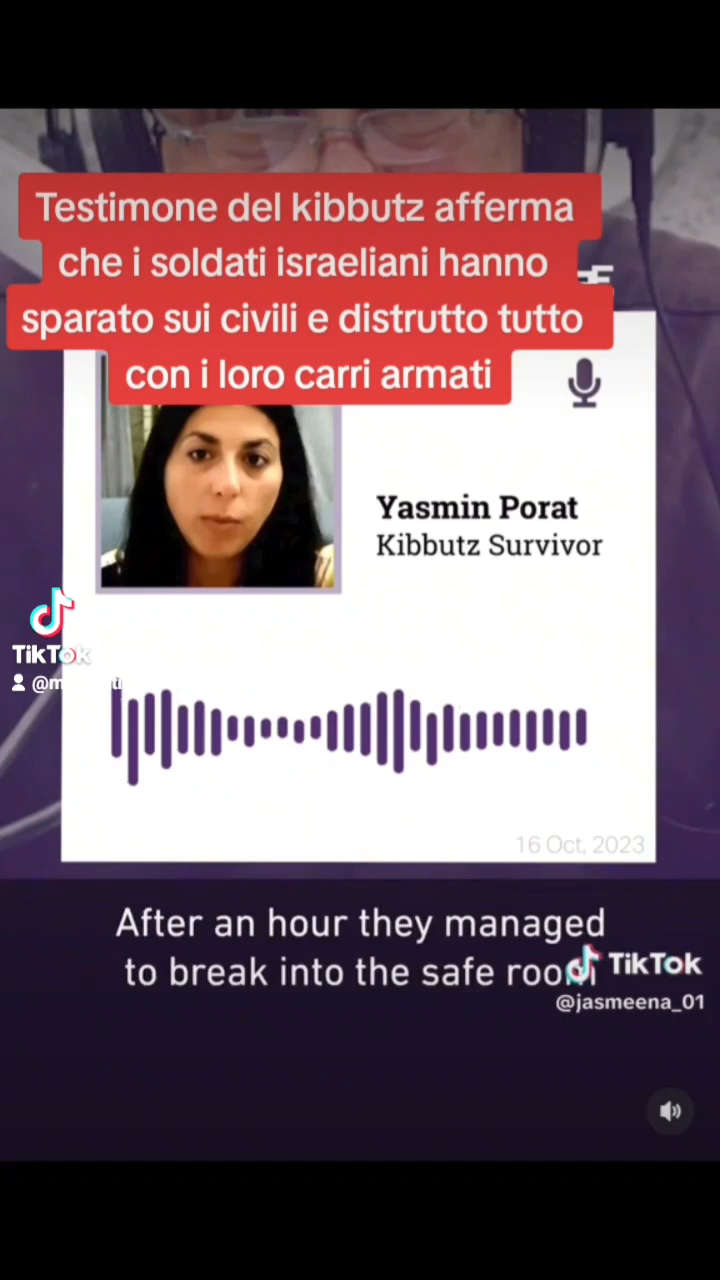 Testimone del kibbutz afferma
che i soldati israeliani hanno
sparato sui civili e distrutto tutto
con i loro carri armati
Yasmin Porat
Kibbutz Survivor
TikTok
16 Oct, 2023
After an hour they managed
to break into the safe room
TikTok
@jasmeena_01